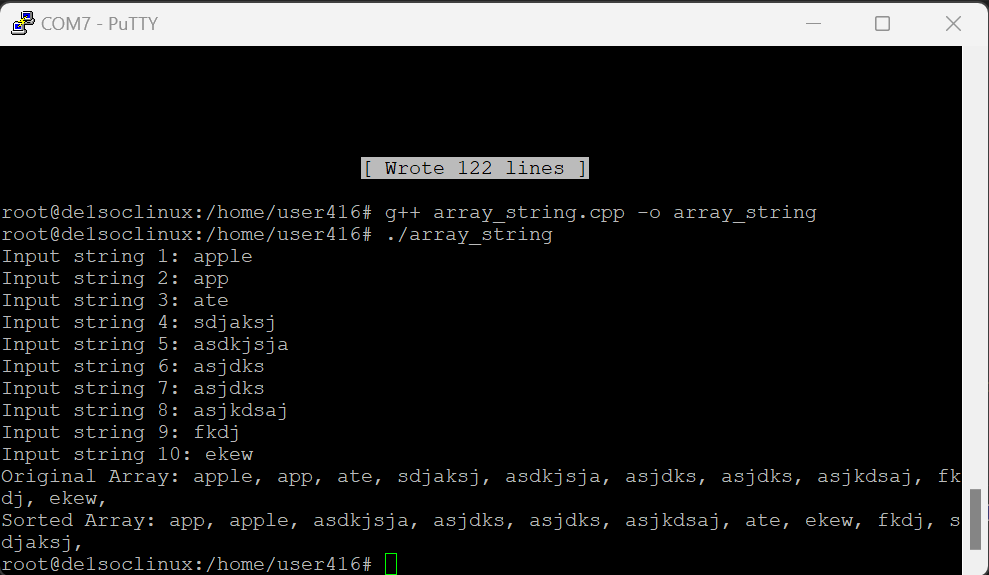 COM7 - PuTTY
[ Wrote 122 lines ]
root@de1soclinux:/home/user416# g++ array_string.cpp -o array_string
root@de1soclinux:/home/user416# ./array_string
Input string 1: apple
Input string 2: app
Input string 3: ate
Input string 4: sdjaksj
Input string 5: asdkjsja
Input string 6: asjdks
Input string 7: asjdks
Input string 8: asjkdsaj
Input string 9: fkdj
Input string 10: ekew
Original Array: apple, app, ate, sdjaksj, asdkjsja, asjdks, asjdks, asjkdsaj, fk
dj, ekew,
Sorted Array: app, apple, asdkjsja, asjdks, asjdks, asjkdsaj, ate, ekew, fkdj, s
djaksj,
root@de1soclinux:/home/user416#